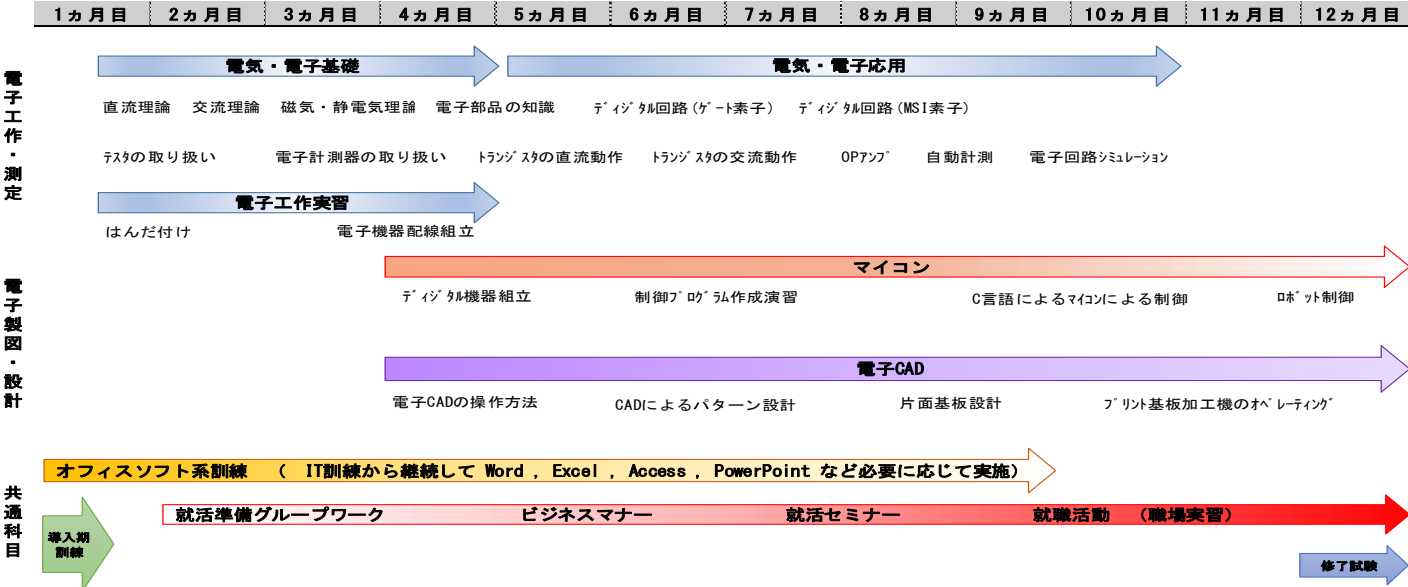 1ヵ月目 2ヵ月目 3ヵ月目 4ヵ月目 5ヵ月目 6ヵ月目 7ヵ月目 8ヵ月目 9ヵ月目 10ヵ月目 11ヵ月目 12ヵ月目
電子工作・測定
電気・電子基礎 電気・電子応用
直流理論 交流理論 磁気・静電気理論 電子部品の知識 ディジタル回路(ゲート素子) ディジタル回路(MSI素子)
テスタの取り扱い 電子計測器の取り扱い トランジスタの直流動作 トランジスタの交流動作 OPアンプ 自動計測 電子回路シミュレーション
電子工作実習
はんだ付け 電子機器配線組立
電子製図・設計
マイコン
ディジタル機器組立 制御プログラム作成演習 C言語によるマイコンによる制御 ロボット制御
電子CAD
電子CADの操作方法 CADによるパターン設計 片面基板設計 プリント基板加工機のオペレーティング
共通科目
オフィスソフト系訓練 ( IT訓練から継続して Word , Excel , Access , PowerPoint など必要に応じて実施)
就活準備グループワーク ビジネスマナー 就活セミナー 就職活動 (職場実習)
導入期
訓練
修了試験